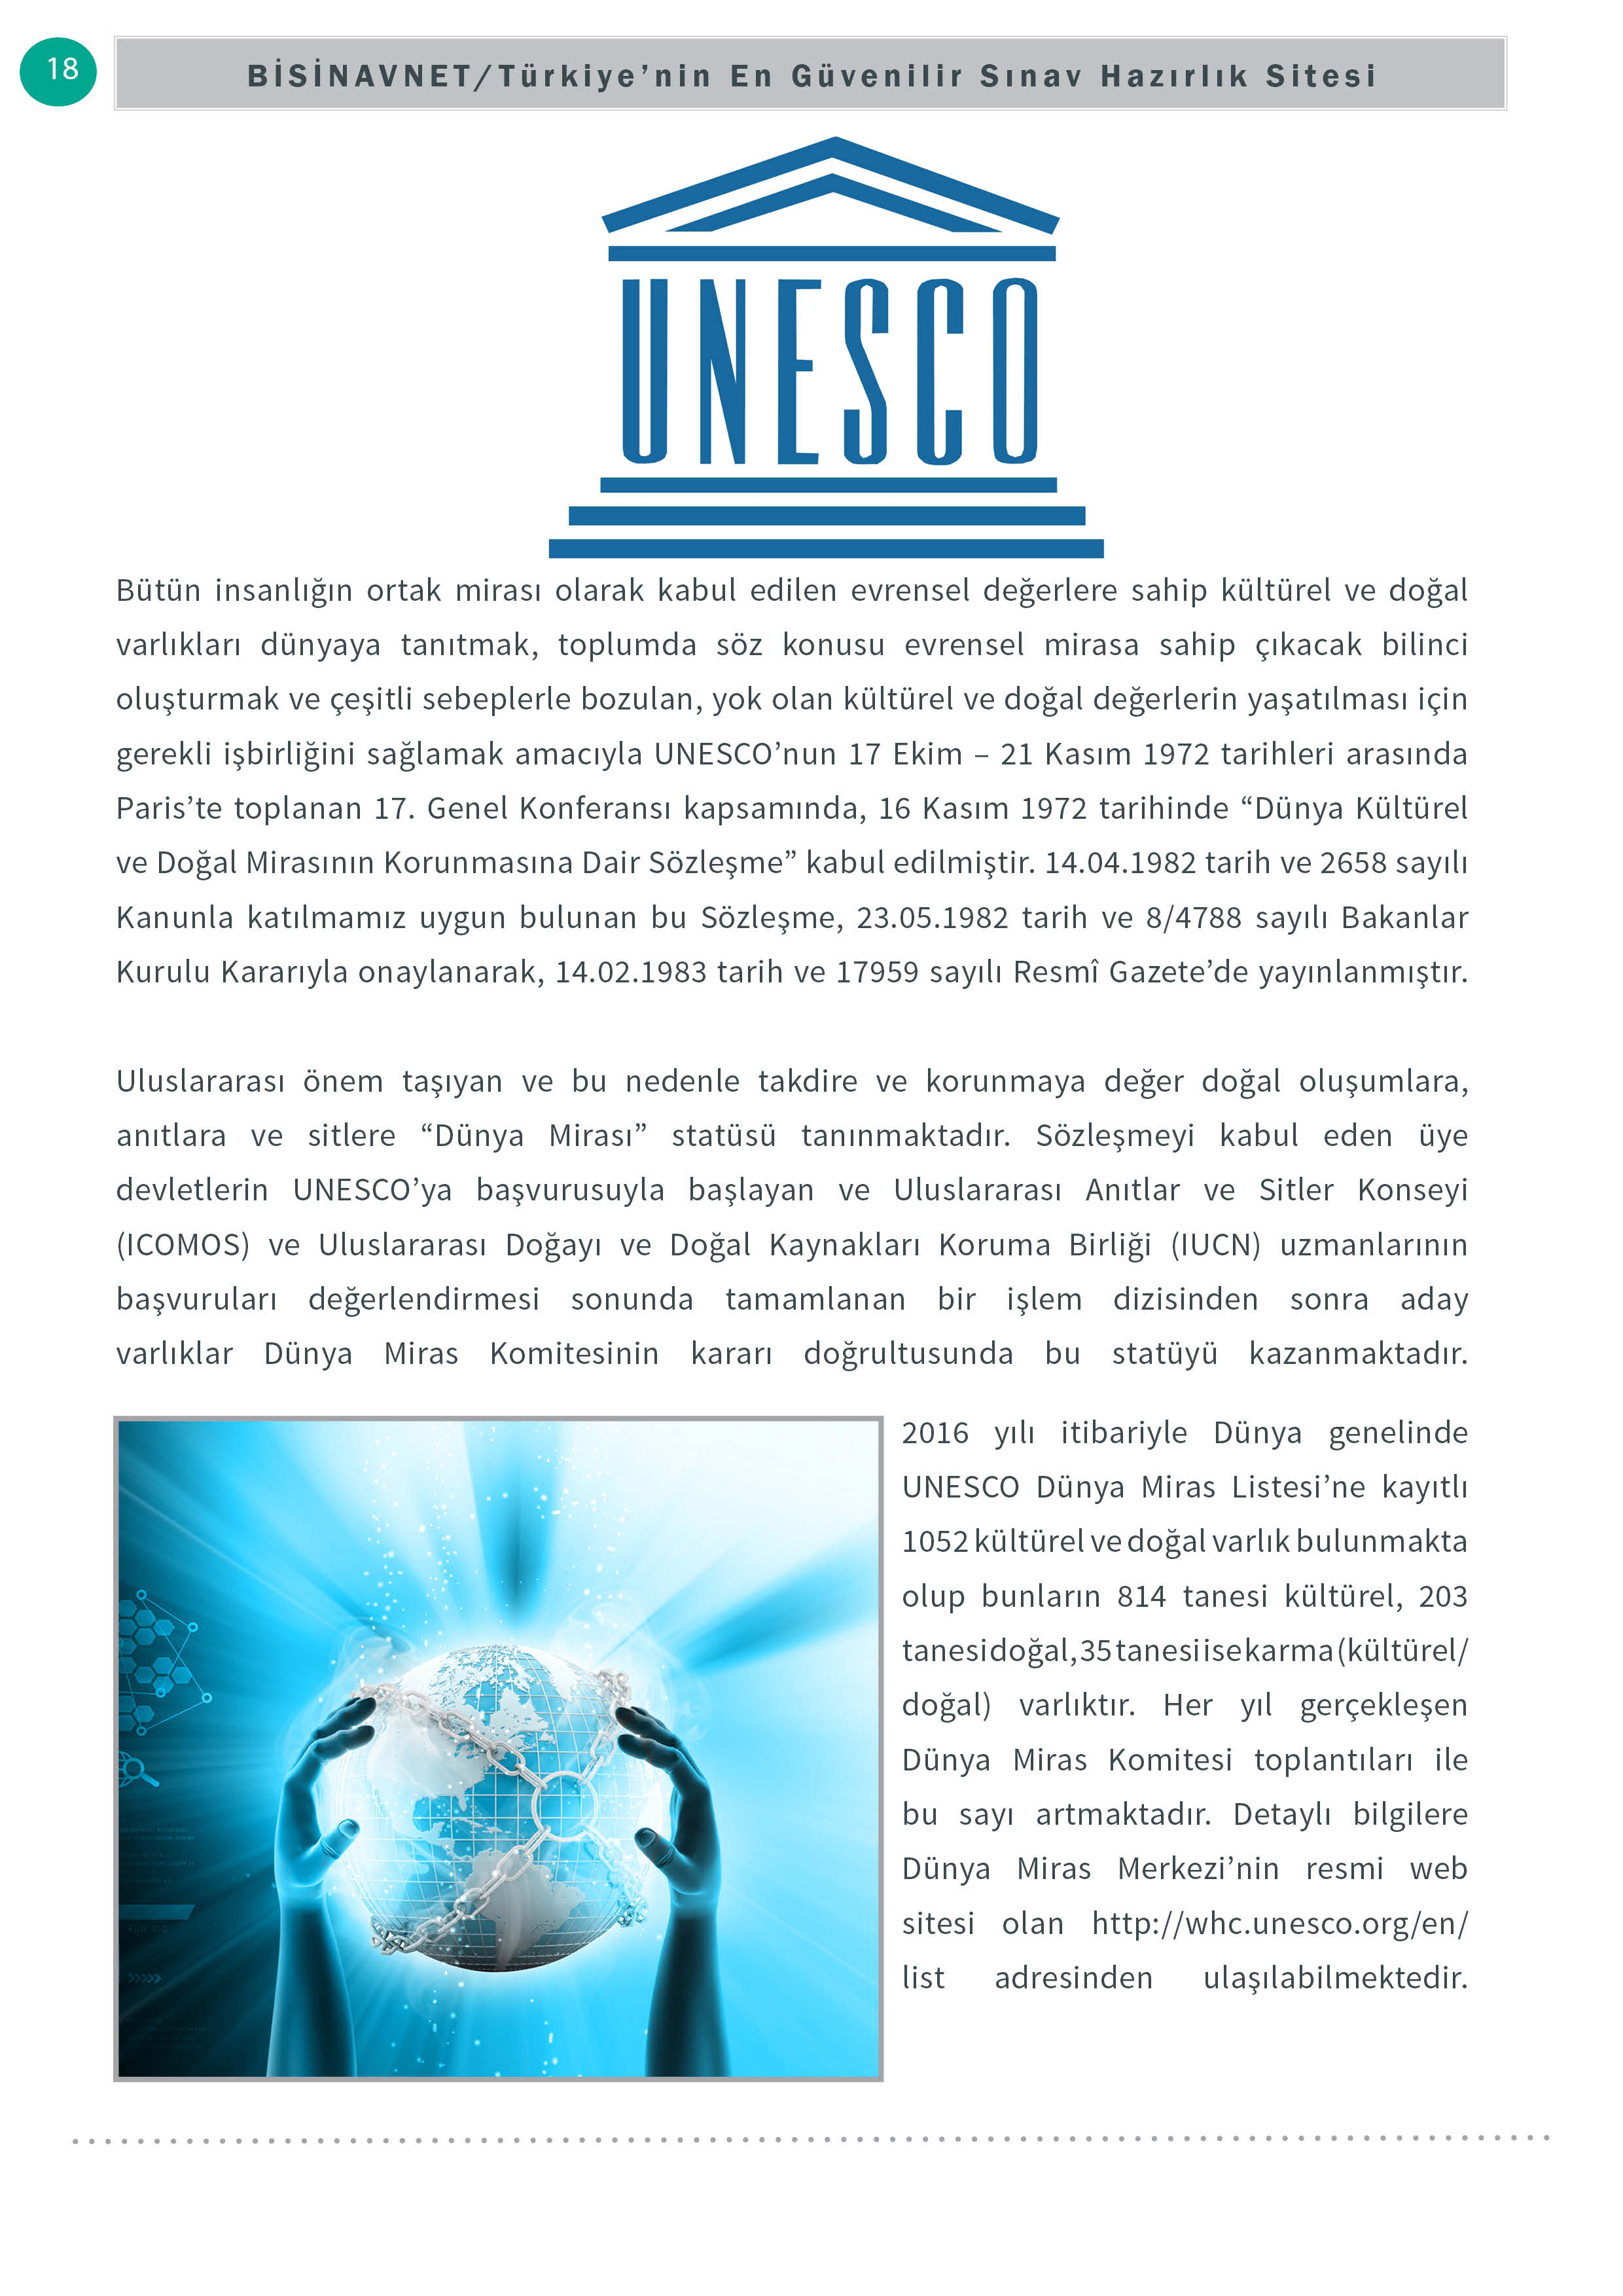 18
BİSİNAVNET/Türkiye’nin En Güvenilir Sınav Hazırlık Sitesi
UNESCO
Bütün insanlığın ortak mirası olarak kabul edilen evrensel değerlere sahip kültürel ve doğal
varlıkları dünyaya tanıtmak, toplumda söz konusu evrensel mirasa sahip çıkacak bilinci
oluşturmak ve çeşitli sebeplerle bozulan, yok olan kültürel ve doğal değerlerin yaşatılması için
gerekli işbirliğini sağlamak amacıyla UNESCO’nun 17 Ekim – 21 Kasım 1972 tarihleri arasında
Paris’te toplanan 17. Genel Konferansı kapsamında, 16 Kasım 1972 tarihinde “Dünya Kültürel
ve Doğal Mirasının Korunmasına Dair Sözleşme” kabul edilmiştir. 14.04.1982 tarih ve 2658 sayılı
Kanunla katılmamız uygun bulunan bu Sözleşme, 23.05.1982 tarih ve 8/4788 sayılı Bakanlar
Kurulu Kararıyla onaylanarak, 14.02.1983 tarih ve 17959 sayılı Resmî Gazete’de yayınlanmıştır.
Uluslararası önem taşıyan ve bu nedenle takdire ve korunmaya değer doğal oluşumlara,
anıtlara ve sitlere “Dünya Mirası” statüsü tanınmaktadır. Sözleşmeyi kabul eden üye
devletlerin UNESCO’ya başvurusuyla başlayan ve Uluslararası Anıtlar ve Sitler Konseyi
(ICOMOS) ve Uluslararası Doğayı ve Doğal Kaynakları Koruma Birliği (IUCN) uzmanlarının
başvuruları değerlendirmesi sonunda tamamlanan bir işlem dizisinden sonra aday
varlıklar Dünya Miras Komitesinin kararı doğrultusunda bu statüyü kazanmaktadır.
2016 yılı itibariyle Dünya genelinde
UNESCO Dünya Miras Listesi’ne kayıtlı
1052 kültürel ve doğal varlık bulunmakta
olup bunların 814 tanesi kültürel, 203
tanesi doğal, 35 tanesi ise karma (kültürel/
doğal) varlıktır. Her yıl gerçekleşen
Dünya Miras Komitesi toplantıları ile
bu sayı artmaktadır. Detaylı bilgilere
Dünya Miras Merkezi’nin resmi web
sitesi olan http://whc.unesco.org/en/
list adresinden ulaşılabilmektedir.